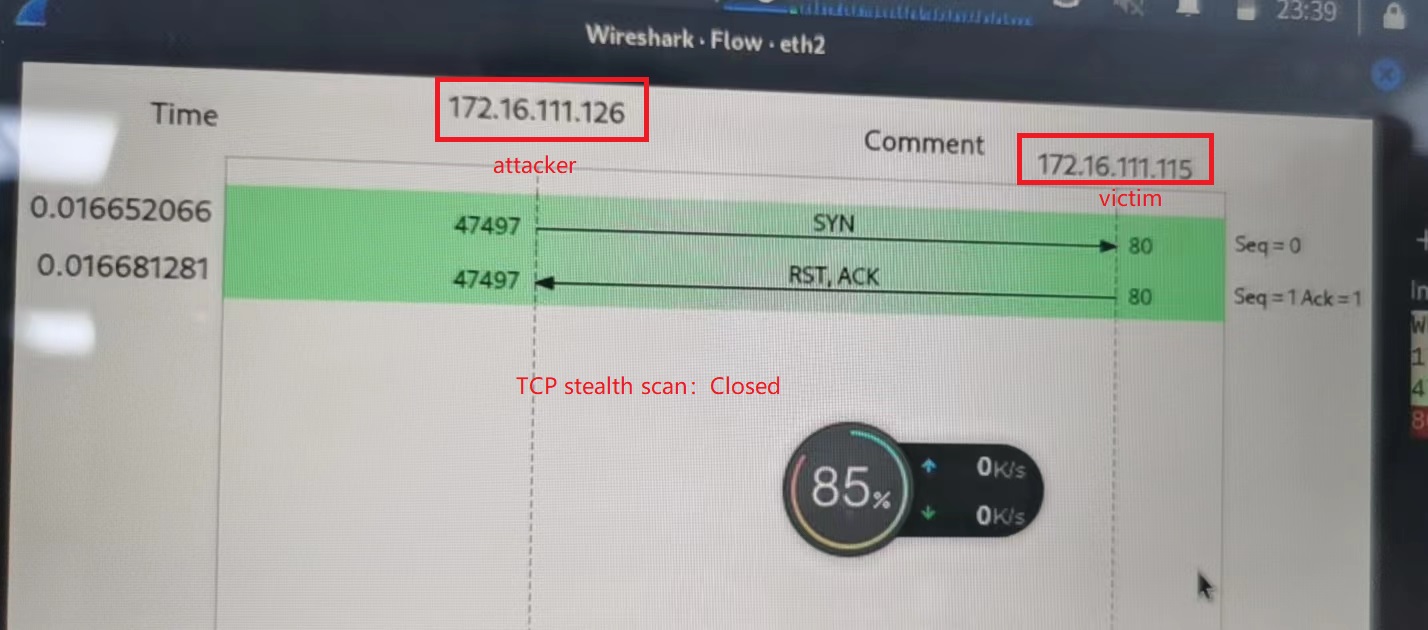 23:39
Wireshark · Flow · eth2
Time
172.16.111.126
Comment
172.16.111.115
attacker
victim
0.016652066
47497
SYN
80
Seq = 0
0.016681281
47497
RST, ACK
80
Seq = 1 Ack = 1
TCP stealth scan: Closed
85%
0K/s
0K/s